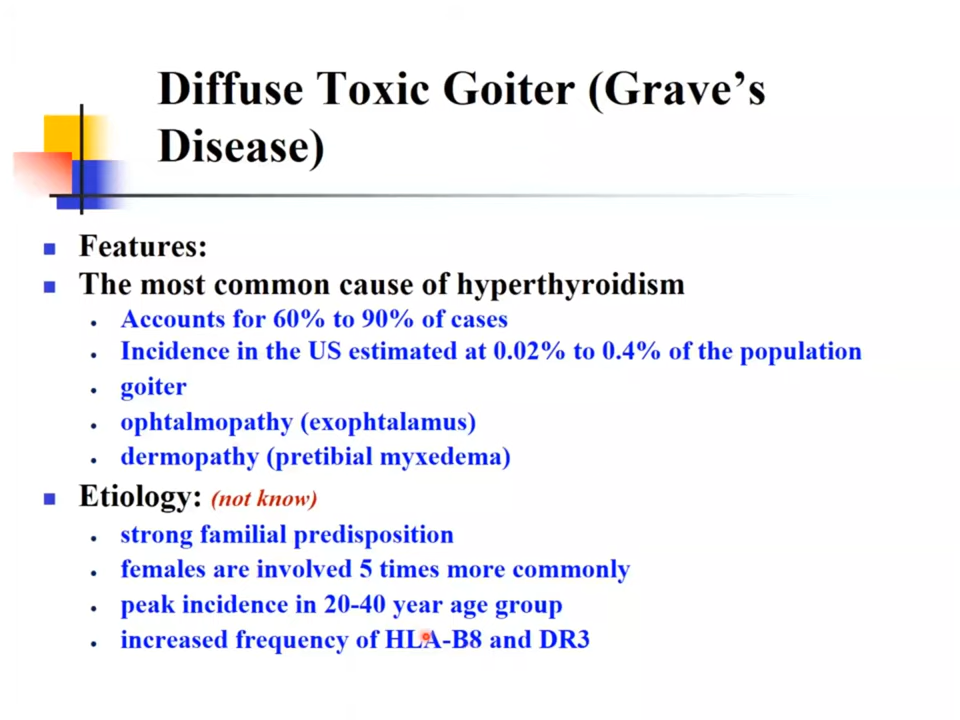 Diffuse Toxic Goiter (Grave's
Disease)
Features:
The most common cause of hyperthyroidism
Accounts for 60% to 90% of cases
Incidence in the US estimated at 0.02% to 0.4% of the population
goiter
ophtalmopathy (exophtalamus)
dermopathy (pretibial myxedema)
Etiology: (not know)
strong familial predisposition
females are involved 5 times more commonly
peak incidence in 20-40 year age group
increased frequency of HLA-B8 and DR3